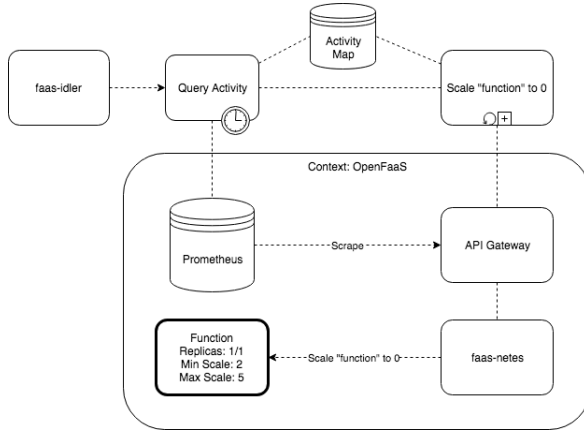 Activity
Map
faas-idler
Query Activity
Scale "function" to 0
Context: OpenFaaS
Prometheus
Scrape
API Gateway
Function
Replicas: 1/1
Min Scale: 2
Max Scale: 5
Scale "function" to 0
faas-netes